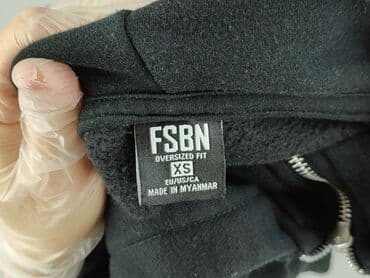 FSBN
OVERSIZED FIT
XS
EU/US/CA
MADE IN MYANMAR